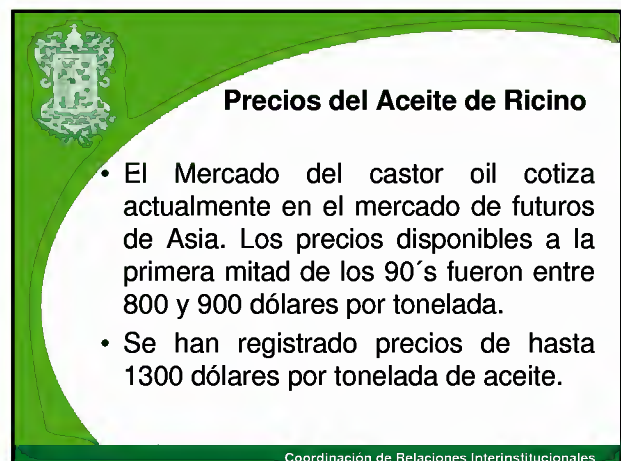 Precios del Aceite de Ricino
• El Mercado del castor oil cotiza
actualmente en el mercado de futuros
de Asia. Los precios disponibles a la
primera mitad de los 90´s fueron entre
800 y 900 dólares por tonelada.
• Se han registrado precios de hasta
1300 dólares por tonelada de aceite.
Coordinación de Relaciones Interinstitucionales